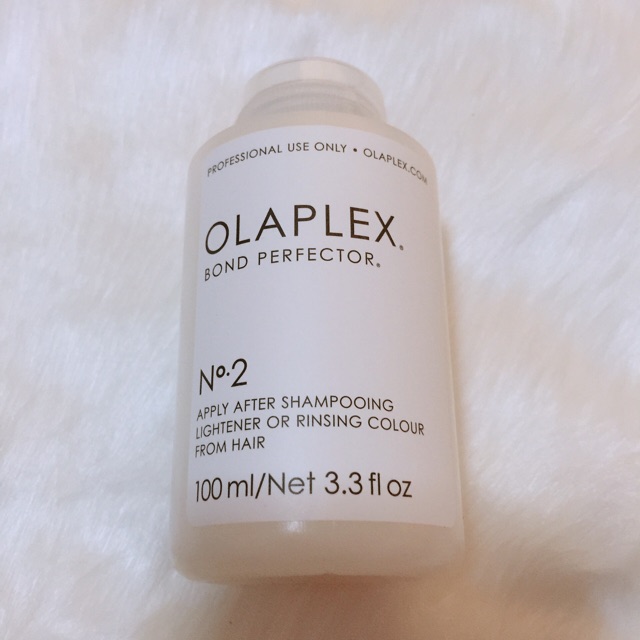 PROFESSIONAL USE ONLY • OLAPLEX.COM
OLAPLEX®
BOND PERFECTOR®
Nº.2
APPLY AFTER SHAMPOOING
LIGHTENER OR RINSING COLOUR
FROM HAIR
100 ml/Net 3.3 fl oz